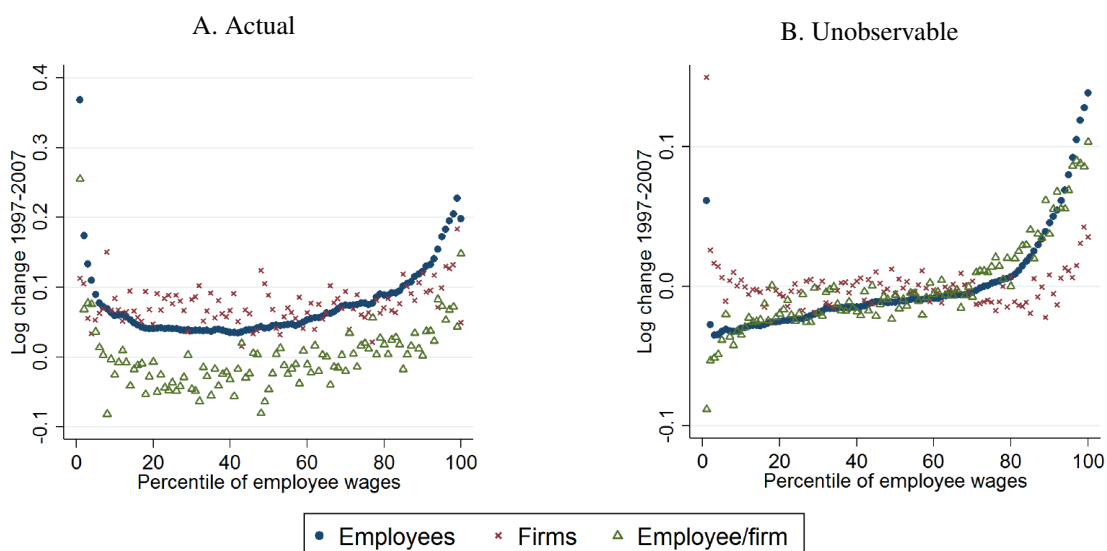 A. Actual
Log change 1997-2007
0.4
0.3
0.2
0.1
0.0
-0.1
0 20 40 60 80 100
Percentile of employee wages
B. Unobservable
Log change 1997-2007
0.1
0.0
-0.1
0 20 40 60 80 100
Percentile of employee wages
Employees Firms Employee/firm